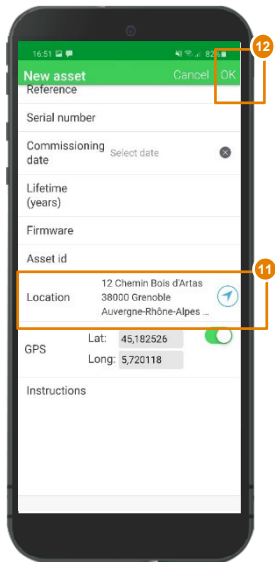 16:51 82%
12
New asset Cancel OK
Reference
Serial number
Commissioning
date Select date
Lifetime
(years)
Firmware
Asset id
11
Location 12 Chemin Bois d'Artas
38000 Grenoble
Auvergne-Rhône-Alpes ...
GPS Lat: 45,182526
Long: 5,720118
Instructions